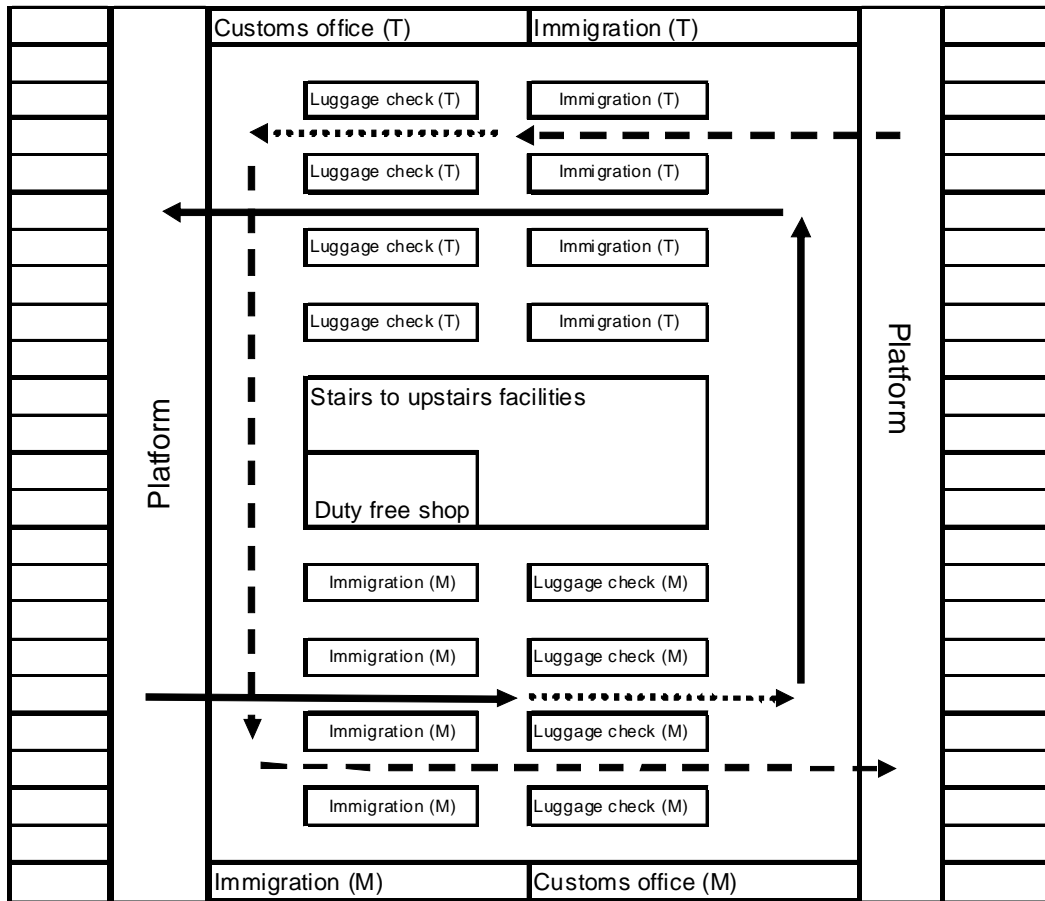 Customs office (T)
Immigration (T)
Luggage check (T)
Immigration (T)
Luggage check (T)
Immigration (T)
Luggage check (T)
Immigration (T)
Luggage check (T)
Immigration (T)
Platform
Stairs to upstairs facilities
Duty free shop
Platform
Immigration (M)
Luggage check (M)
Immigration (M)
Luggage check (M)
Immigration (M)
Luggage check (M)
Immigration (M)
Luggage check (M)
Immigration (M)
Customs office (M)